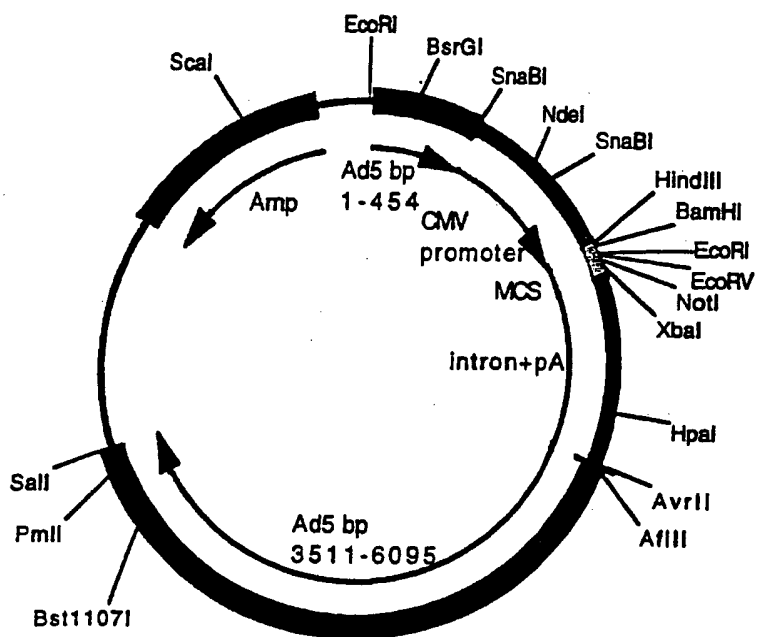 EcoRI
BsrGI
ScaI
SnaBI
NdeI
SnaBI
HindIII
BamHI
EcoRI
EcoRV
NotI
XbaI
Ad5 bp
1-454
Amp
CMV
promoter
MCS
intron+pA
HpaI
AvrII
AflII
SalI
PmlI
Bst1107I
Ad5 bp
3511-6095